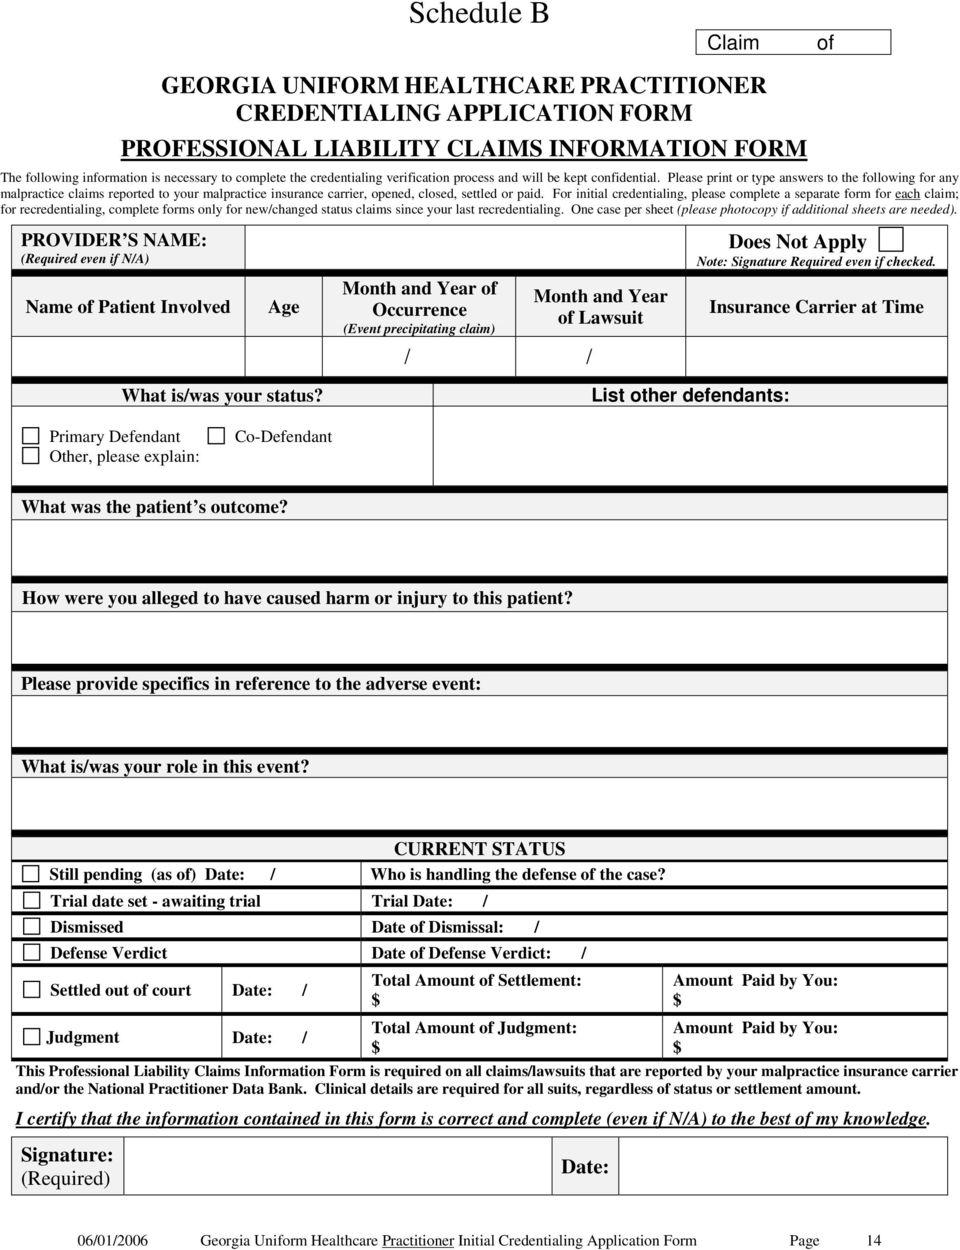 Schedule B
Claim of
GEORGIA UNIFORM HEALTHCARE PRACTITIONER
CREDENTIALING APPLICATION FORM
PROFESSIONAL LIABILITY CLAIMS INFORMATION FORM
The following information is necessary to complete the credentialing verification process and will be kept confidential. Please print or type answers to the following for any
malpractice claims reported to your malpractice insurance carrier, opened, closed, settled or paid. For initial credentialing, please complete a separate form for each claim;
for recredentialing, complete forms only for new/changed status claims since your last recredentialing. One case per sheet (please photocopy if additional sheets are needed).
PROVIDER’S NAME:
(Required even if N/A)
Does Not Apply
Note: Signature Required even if checked.
Name of Patient Involved
Age
Month and Year of
Occurrence
(Event precipitating claim)
Month and Year
of Lawsuit
Insurance Carrier at Time
/ /
What is/was your status?
List other defendants:
Primary Defendant Co-Defendant
Other, please explain:
What was the patient’s outcome?
How were you alleged to have caused harm or injury to this patient?
Please provide specifics in reference to the adverse event:
What is/was your role in this event?
CURRENT STATUS
Still pending (as of) Date: / Who is handling the defense of the case?
Trial date set - awaiting trial Trial Date: /
Dismissed Date of Dismissal: /
Defense Verdict Date of Defense Verdict: /
Settled out of court Date: /
Total Amount of Settlement:
$
Amount Paid by You:
$
Judgment Date: /
Total Amount of Judgment:
$
Amount Paid by You:
$
This Professional Liability Claims Information Form is required on all claims/lawsuits that are reported by your malpractice insurance carrier
and/or the National Practitioner Data Bank. Clinical details are required for all suits, regardless of status or settlement amount.
I certify that the information contained in this form is correct and complete (even if N/A) to the best of my knowledge.
Signature:
(Required)
Date:
06/01/2006 Georgia Uniform Healthcare Practitioner Initial Credentialing Application Form Page 14